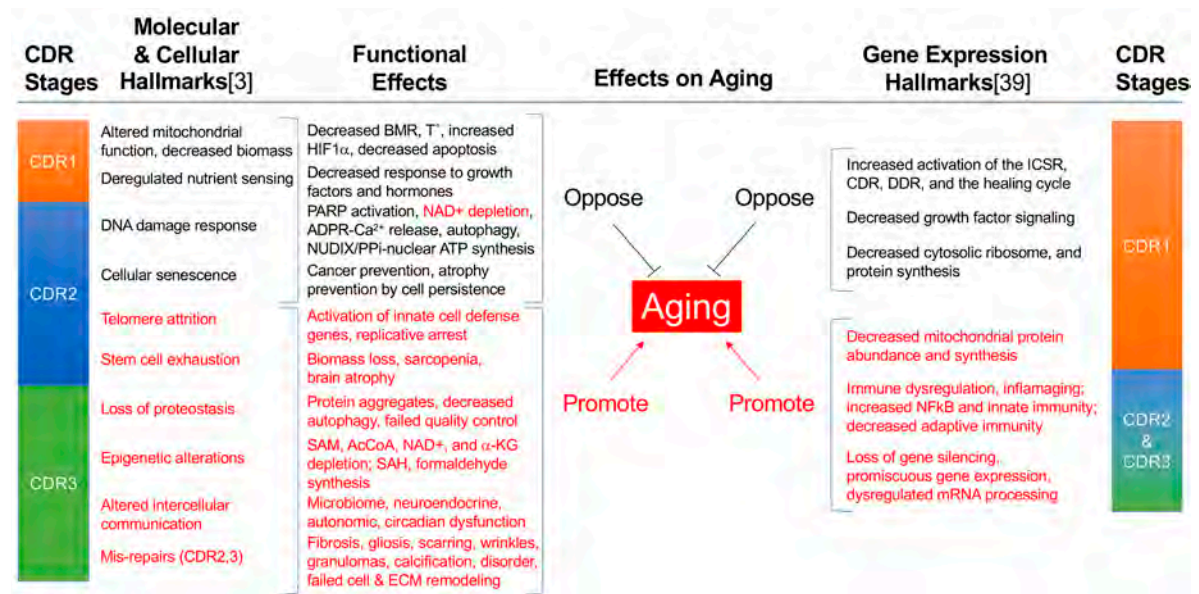 CDR
Stages
Molecular
& Cellular
Hallmarks[3]
Functional
Effects
Effects on Aging
Gene Expression
Hallmarks[39]
CDR
Stages
CDR1
CDR2
CDR3
Altered mitochondrial
function, decreased biomass
Deregulated nutrient sensing
DNA damage response
Cellular senescence
Telomere attrition
Stem cell exhaustion
Loss of proteostasis
Epigenetic alterations
Altered intercellular
communication
Mis-repairs (CDR2,3)
Decreased BMR, T˚, increased
HIF1α, decreased apoptosis
Decreased response to growth
factors and hormones
PARP activation, NAD+ depletion,
ADPR-Ca²⁺ release, autophagy,
NUDIX/PPi-nuclear ATP synthesis
Cancer prevention, atrophy
prevention by cell persistence
Activation of innate cell defense
genes, replicative arrest
Biomass loss, sarcopenia,
brain atrophy
Protein aggregates, decreased
autophagy, failed quality control
SAM, AcCoA, NAD+, and α-KG
depletion; SAH, formaldehyde
synthesis
Microbiome, neuroendocrine,
autonomic, circadian dysfunction
Fibrosis, gliosis, scarring, wrinkles,
granulomas, calcification, disorder,
failed cell & ECM remodeling
Oppose
Oppose
Aging
Promote
Promote
Increased activation of the ICSR,
CDR, DDR, and the healing cycle
Decreased growth factor signaling
Decreased cytosolic ribosome, and
protein synthesis
Decreased mitochondrial protein
abundance and synthesis
Immune dysregulation, inflamaging;
increased NFkB and innate immunity;
decreased adaptive immunity
Loss of gene silencing,
promiscuous gene expression,
dysregulated mRNA processing
CDR1
CDR2
&
CDR3